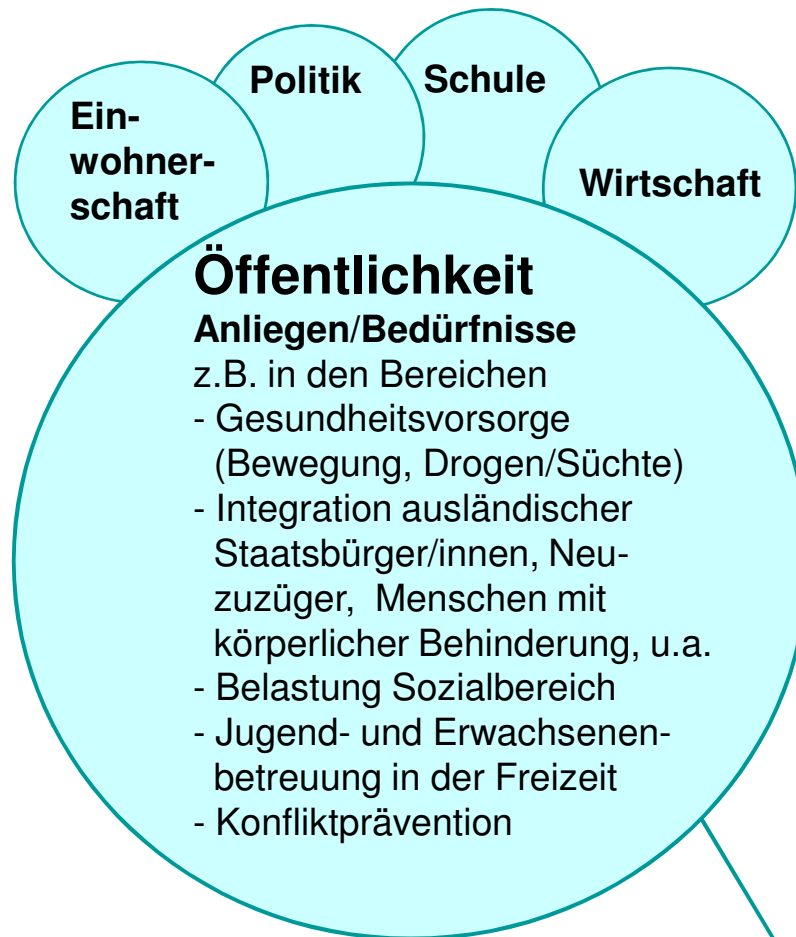 Politik
Schule
Ein-
wohner-
schaft
Wirtschaft
Öffentlichkeit
Anliegen/Bedürfnisse
z.B. in den Bereichen
- Gesundheitsvorsorge
(Bewegung, Drogen/Süchte)
- Integration ausländischer
Staatsbürger/innen, Neu-
zuzüger, Menschen mit
körperlicher Behinderung, u.a.
- Belastung Sozialbereich
- Jugend- und Erwachsenen-
betreuung in der Freizeit
- Konfliktprävention